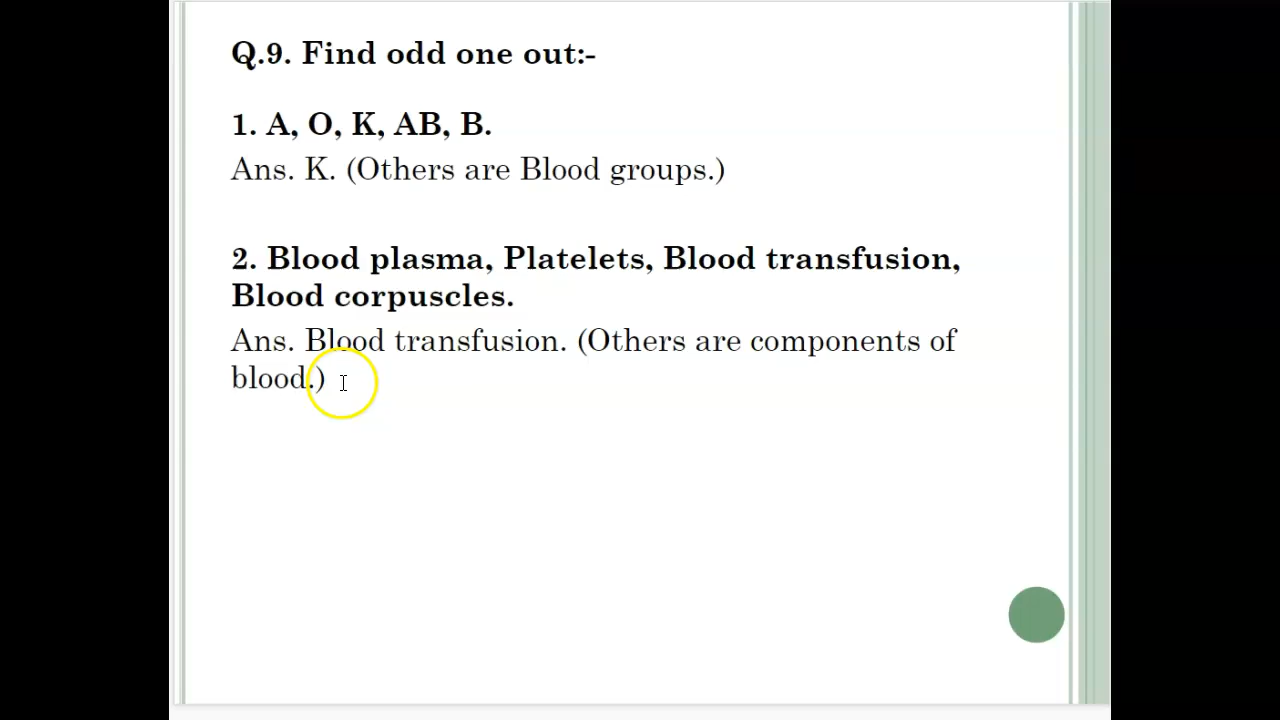 Q.9. Find odd one out:-
1. A, O, K, AB, B.
Ans. K. (Others are Blood groups.)
2. Blood plasma, Platelets, Blood transfusion,
Blood corpuscles.
Ans. Blood transfusion. (Others are components of
blood.)